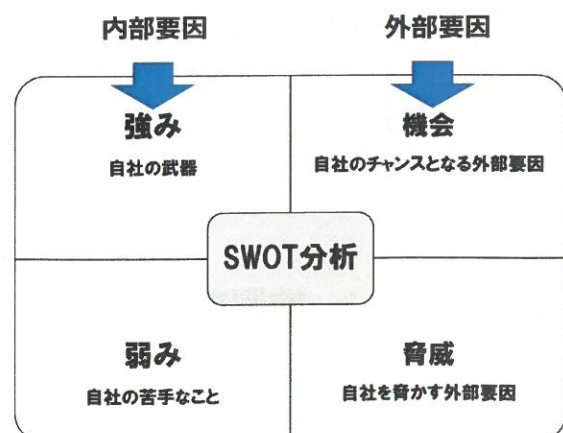 内部要因
外部要因
強み
自社の武器
機会
自社のチャンスとなる外部要因
SWOT分析
弱み
自社の苦手なこと
脅威
自社を脅かす外部要因